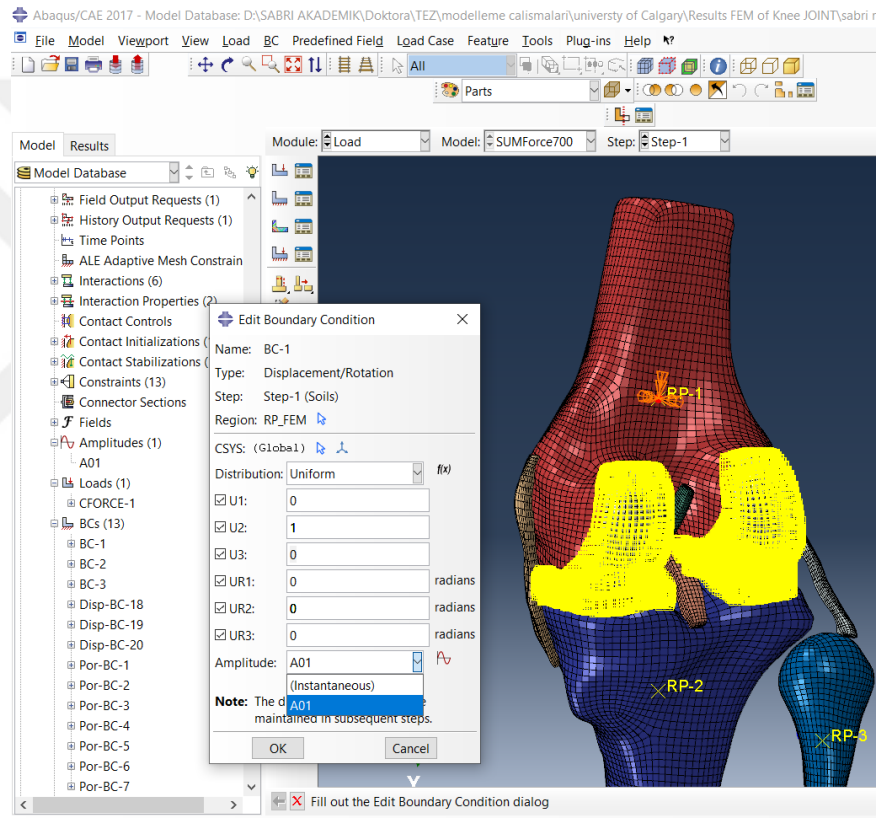 Abaqus/CAE 2017 - Model Database: D:\SABRI AKADEMIK\Doktora\TEZ\modelleme calismalari\universty of Calgary\Results FEM of Knee JOINT\sabri
File Model Viewport View Load BC Predefined Field Load Case Feature Tools Plug-ins Help
All
Parts
Model Results
Module: Load Model: SUMForce700 Step: Step-1
Model Database
Field Output Requests (1)
History Output Requests (1)
Time Points
ALE Adaptive Mesh Constrain
Interactions (6)
Interaction Properties (2)
Contact Controls
Contact Initializations (
Contact Stabilizations (
Constraints (13)
Connector Sections
Fields
Amplitudes (1)
A01
Loads (1)
CFORCE-1
BCs (13)
BC-1
BC-2
BC-3
Disp-BC-18
Disp-BC-19
Disp-BC-20
Por-BC-1
Por-BC-2
Por-BC-3
Por-BC-4
Por-BC-5
Por-BC-6
Por-BC-7
Edit Boundary Condition
Name: BC-1
Type: Displacement/Rotation
Step: Step-1 (Soils)
Region: RP_FEM
CSYS: (Global)
Distribution: Uniform f(x)
U1: 0
U2: 1
U3: 0
UR1: 0 radians
UR2: 0 radians
UR3: 0 radians
Amplitude: A01
(Instantaneous)
A01
Note: The d
maintained in subsequent steps.
OK Cancel
RP-1
RP-2
RP-3
Y
Fill out the Edit Boundary Condition dialog